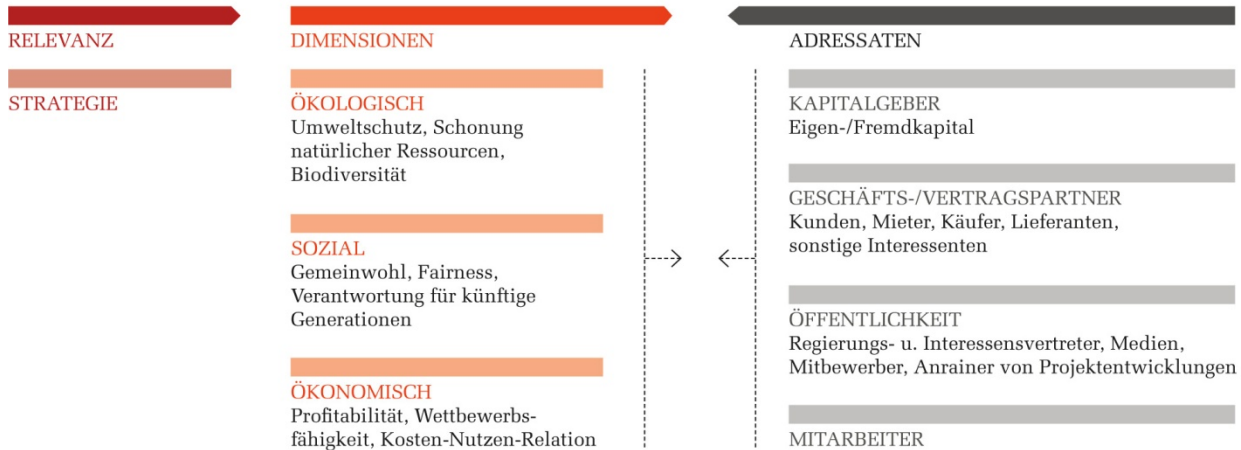 RELEVANZ
STRATEGIE
DIMENSIONEN
ÖKOLOGISCH
Umweltschutz, Schonung
natürlicher Ressourcen,
Biodiversität
SOZIAL
Gemeinwohl, Fairness,
Verantwortung für künftige
Generationen
ÖKONOMISCH
Profitabilität, Wettbewerbs-
fähigkeit, Kosten-Nutzen-Relation
ADRESSATEN
KAPITALGEBER
Eigen-/Fremdkapital
GESCHÄFTS-/VERTRAGSPARTNER
Kunden, Mieter, Käufer, Lieferanten,
sonstige Interessenten
ÖFFENTLICHKEIT
Regierungs- u. Interessensvertreter, Medien,
Mitbewerber, Anrainer von Projektentwicklungen
MITARBEITER